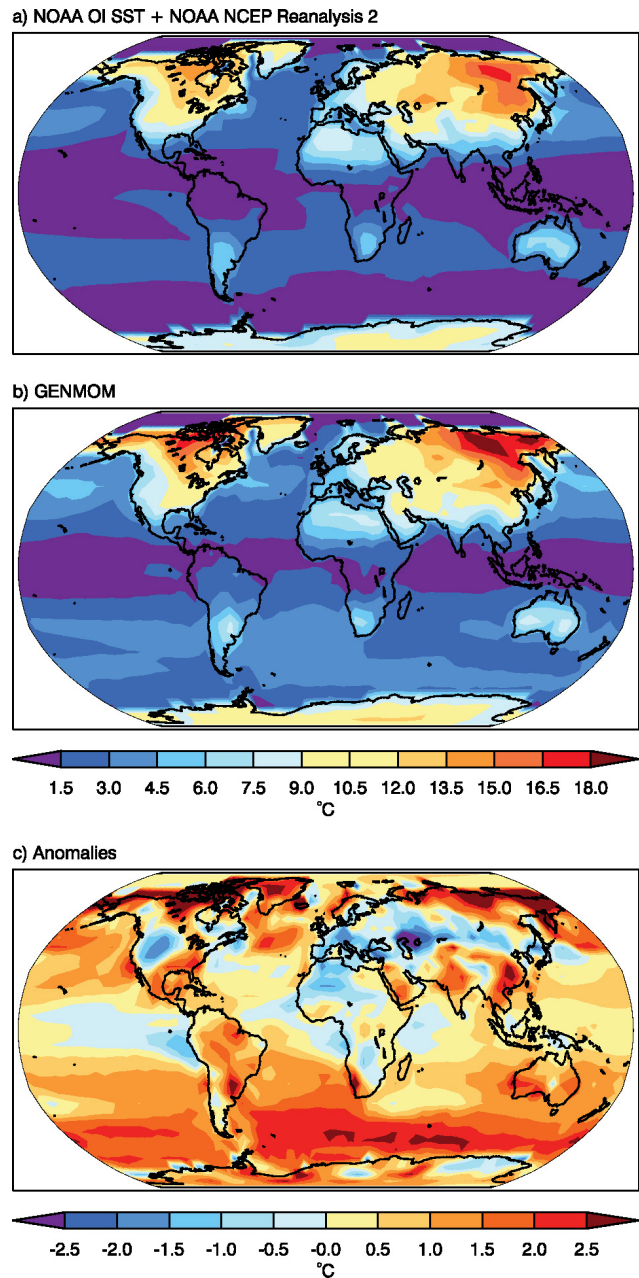 a) NOAA OI SST + NOAA NCEP Reanalysis 2
b) GENMOM
1.5 3.0 4.5 6.0 7.5 9.0 10.5 12.0 13.5 15.0 16.5 18.0
°C
c) Anomalies
-2.5 -2.0 -1.5 -1.0 -0.5 -0.0 0.5 1.0 1.5 2.0 2.5
°C